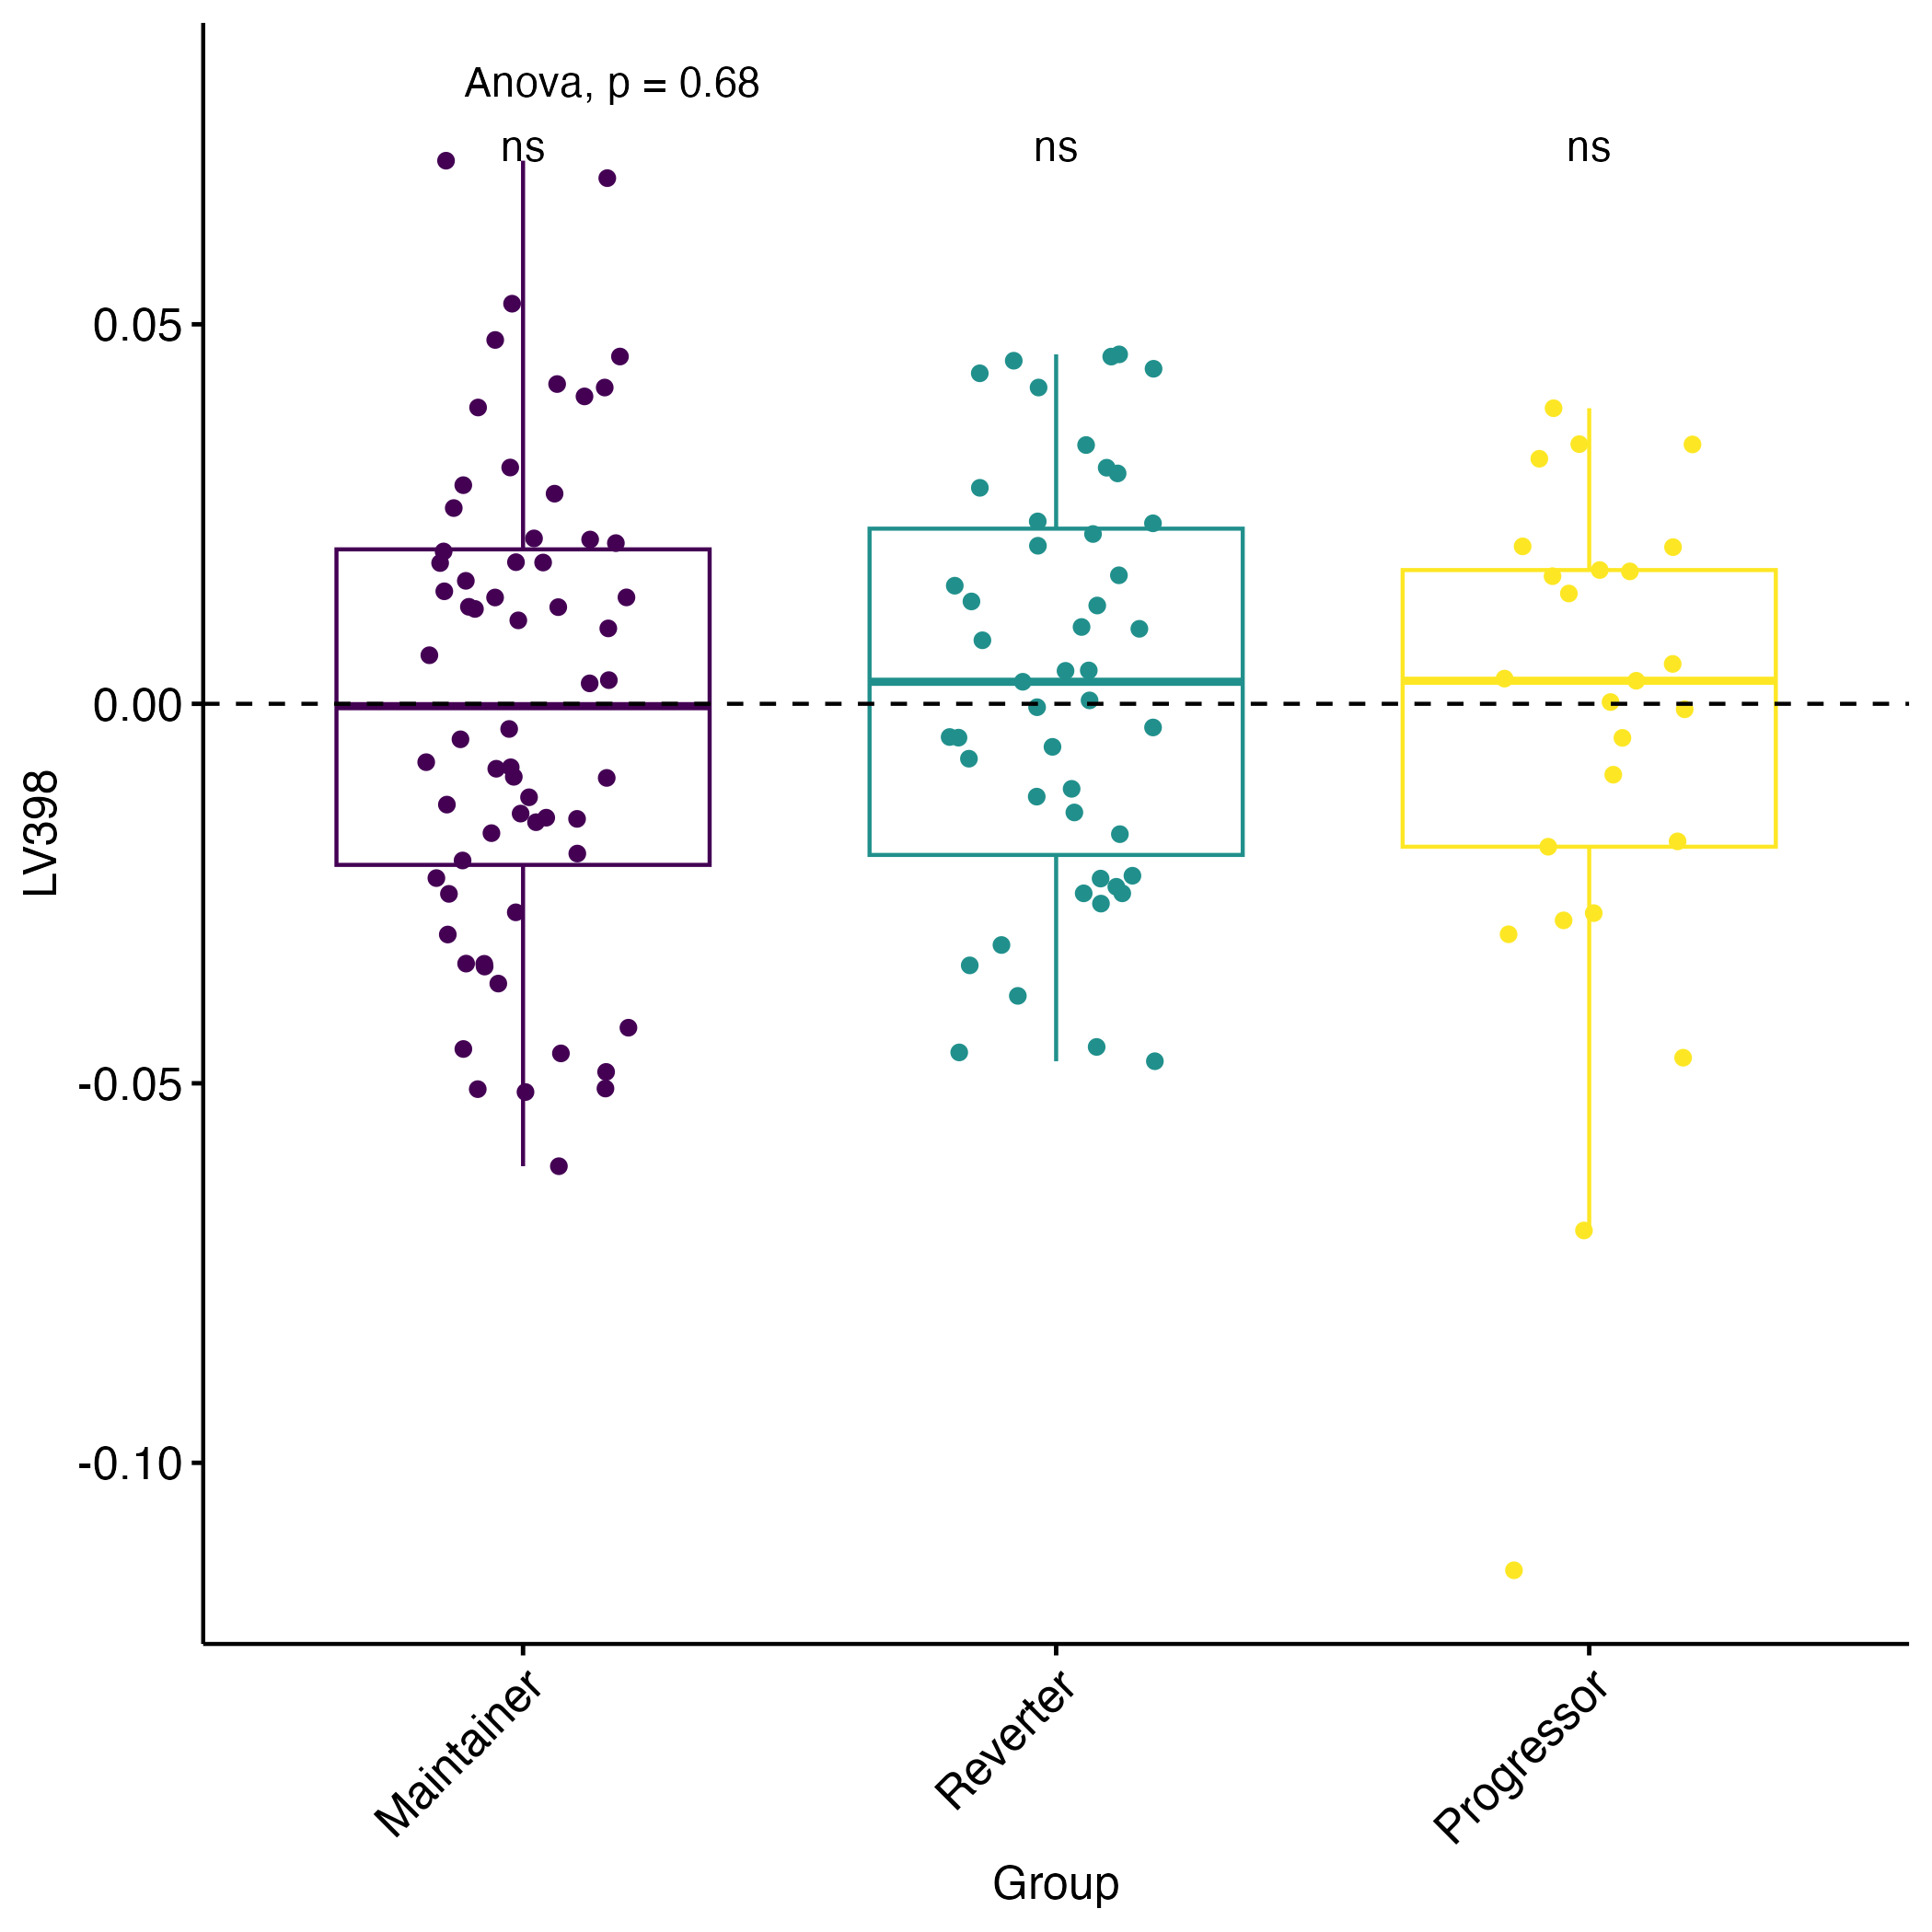 Anova, p = 0.68
ns ns ns
0.05
0.00
-0.05
-0.10
LV398
Maintainer Reverter Progressor
Group